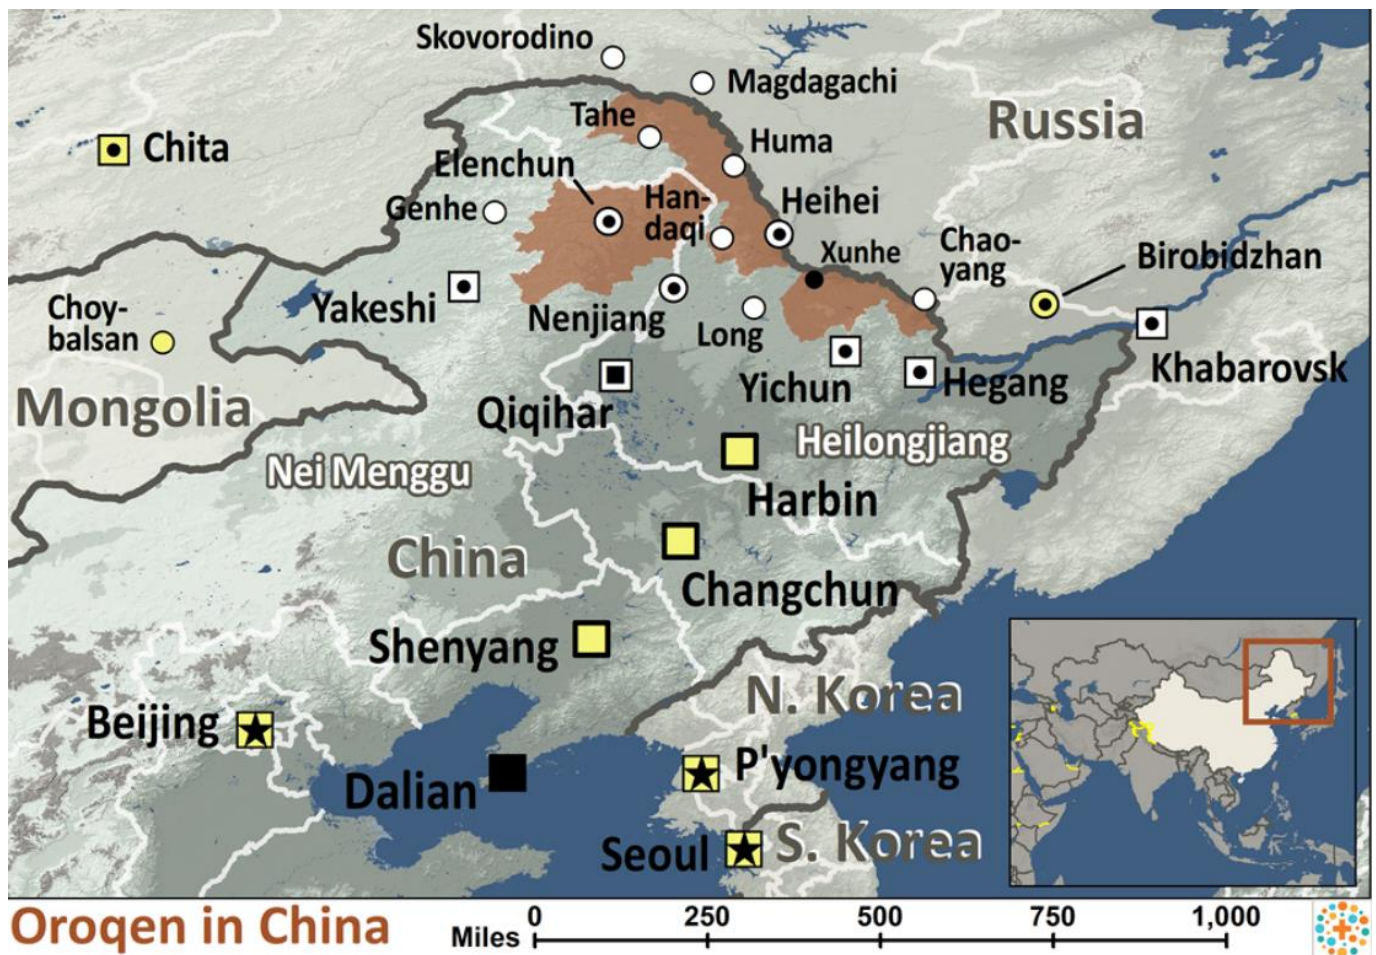 Skovorodino
Magdagachi
Russia
Tahe
Chita
Huma
Elenchun
Han-
daqi
Genhe
Heihei
Xunhe
Chao-
yang
Birobidzhan
Choy-
balsan
Yakeshi
Nenjiang
Long
Khabarovsk
Mongolia
Qiqihar
Yichun
Hegang
Heilongjiang
Nei Menggu
Harbin
China
Changchun
Shenyang
N. Korea
Beijing
P'yongyang
Dalian
Seoul
S. Korea
Oroqen in China
Miles
0 250 500 750 1,000